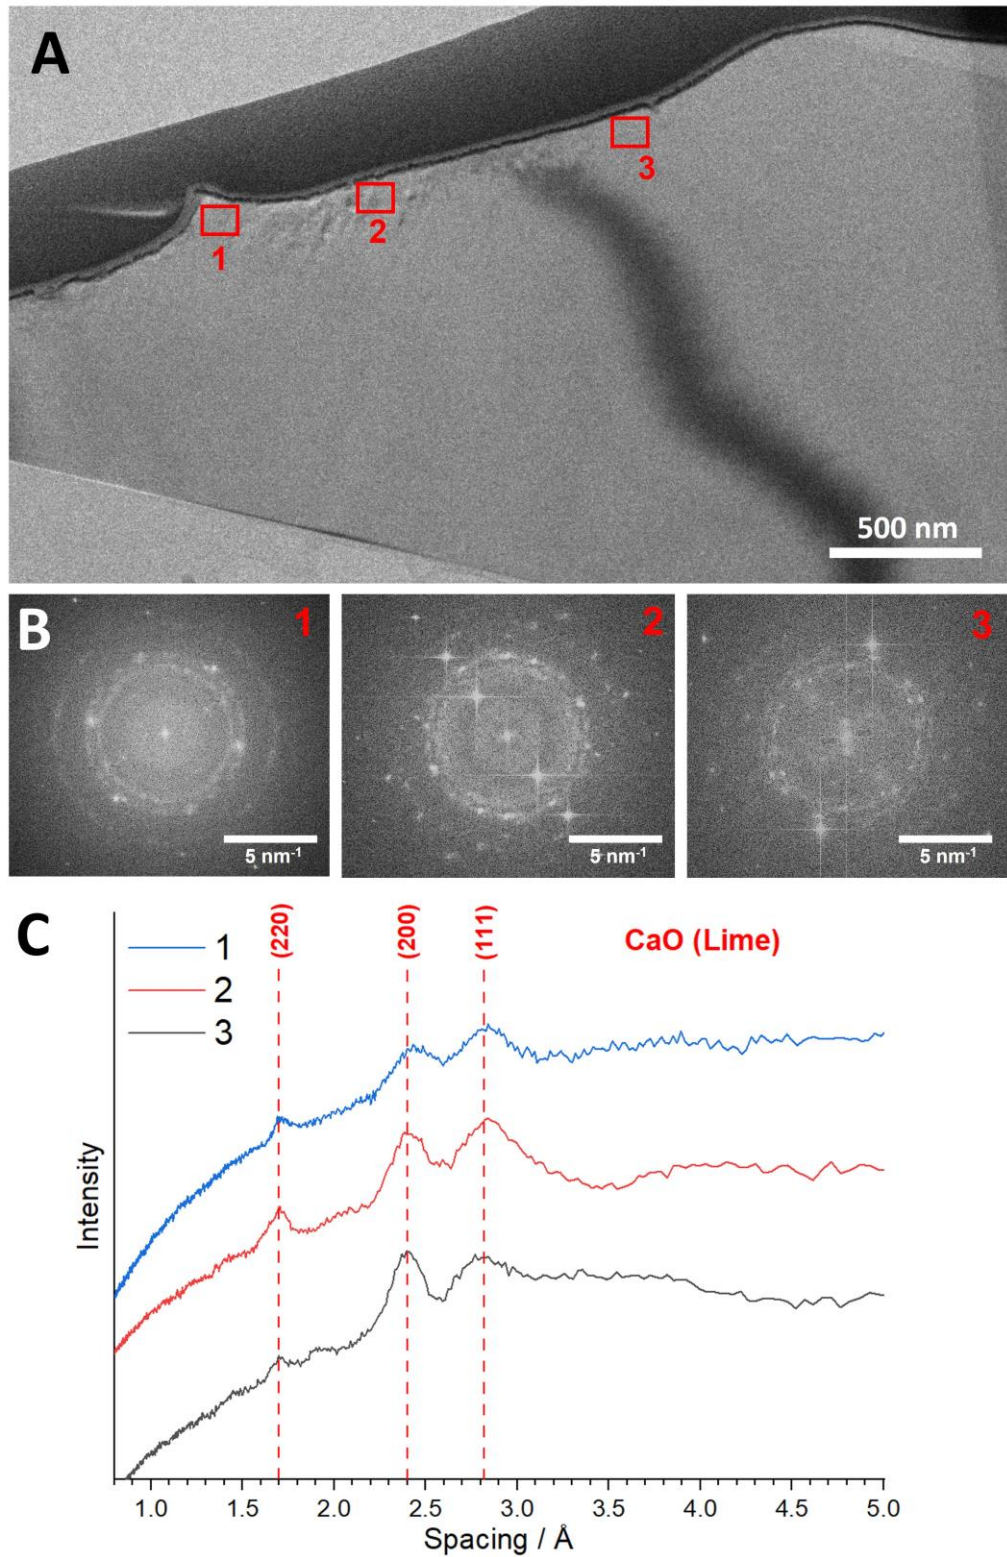 A
1
2
3
500 nm
B
1
2
3
5 nm⁻¹
5 nm⁻¹
5 nm⁻¹
C
1
2
3
(220)
(200)
(111)
CaO (Lime)
Intensity
1.0 1.5 2.0 2.5 3.0 3.5 4.0 4.5 5.0
Spacing / Å